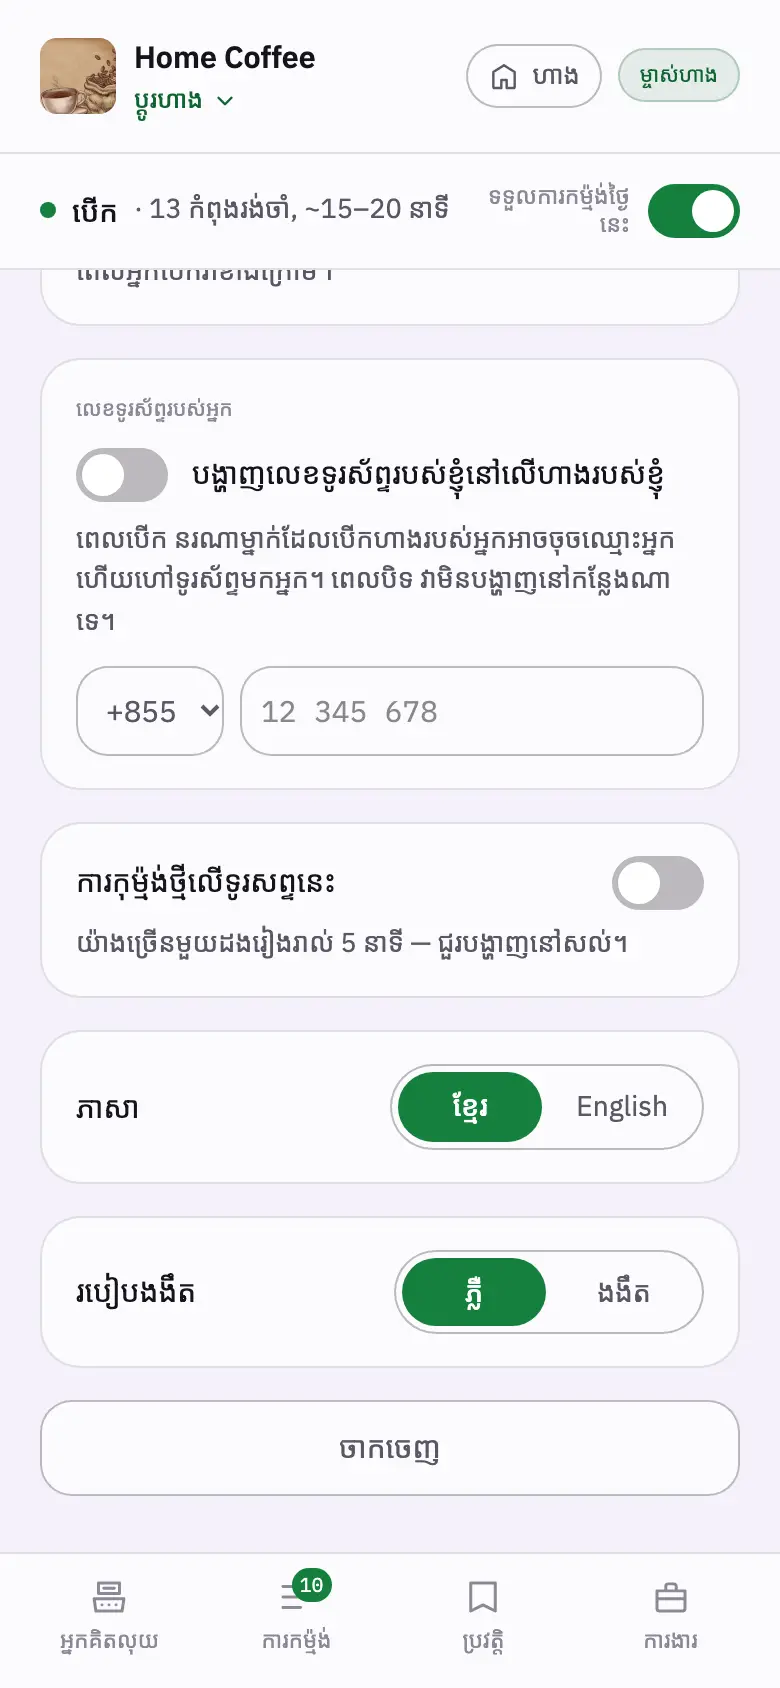 Home Coffee
ប្ដូរហាង
ហាង
ម្ចាស់ហាង
បើក · 13 កំពុងរង់ចាំ, ~15–20 នាទី
ទទួលការកម្ម៉ង់ថ្ងៃ
នេះ
លេខទូរស័ព្ទរបស់អ្នក
បង្ហាញលេខទូរស័ព្ទរបស់ខ្ញុំនៅលើហាងរបស់ខ្ញុំ
ពេលបើក នរណាម្នាក់ដែលបើកហាងរបស់អ្នកអាចចុចឈ្មោះអ្នក
ហើយហៅទូរស័ព្ទមកអ្នក។ ពេលបិទ វាមិនបង្ហាញនៅកន្លែងណា
ទេ។
+855
12 345 678
ការកុម្ម៉ង់ថ្មីលើទូរសព្ទនេះ
យ៉ាងច្រើនមួយដងរៀងរាល់ 5 នាទី — ជួរបង្ហាញនៅសល់។
ភាសា
ខ្មែរ
English
របៀបងងឹត
ភ្លឺ
ងងឹត
ចាកចេញ
10
អ្នកគិតលុយ
ការកម្ម៉ង់
ប្រវត្តិ
ការងារ